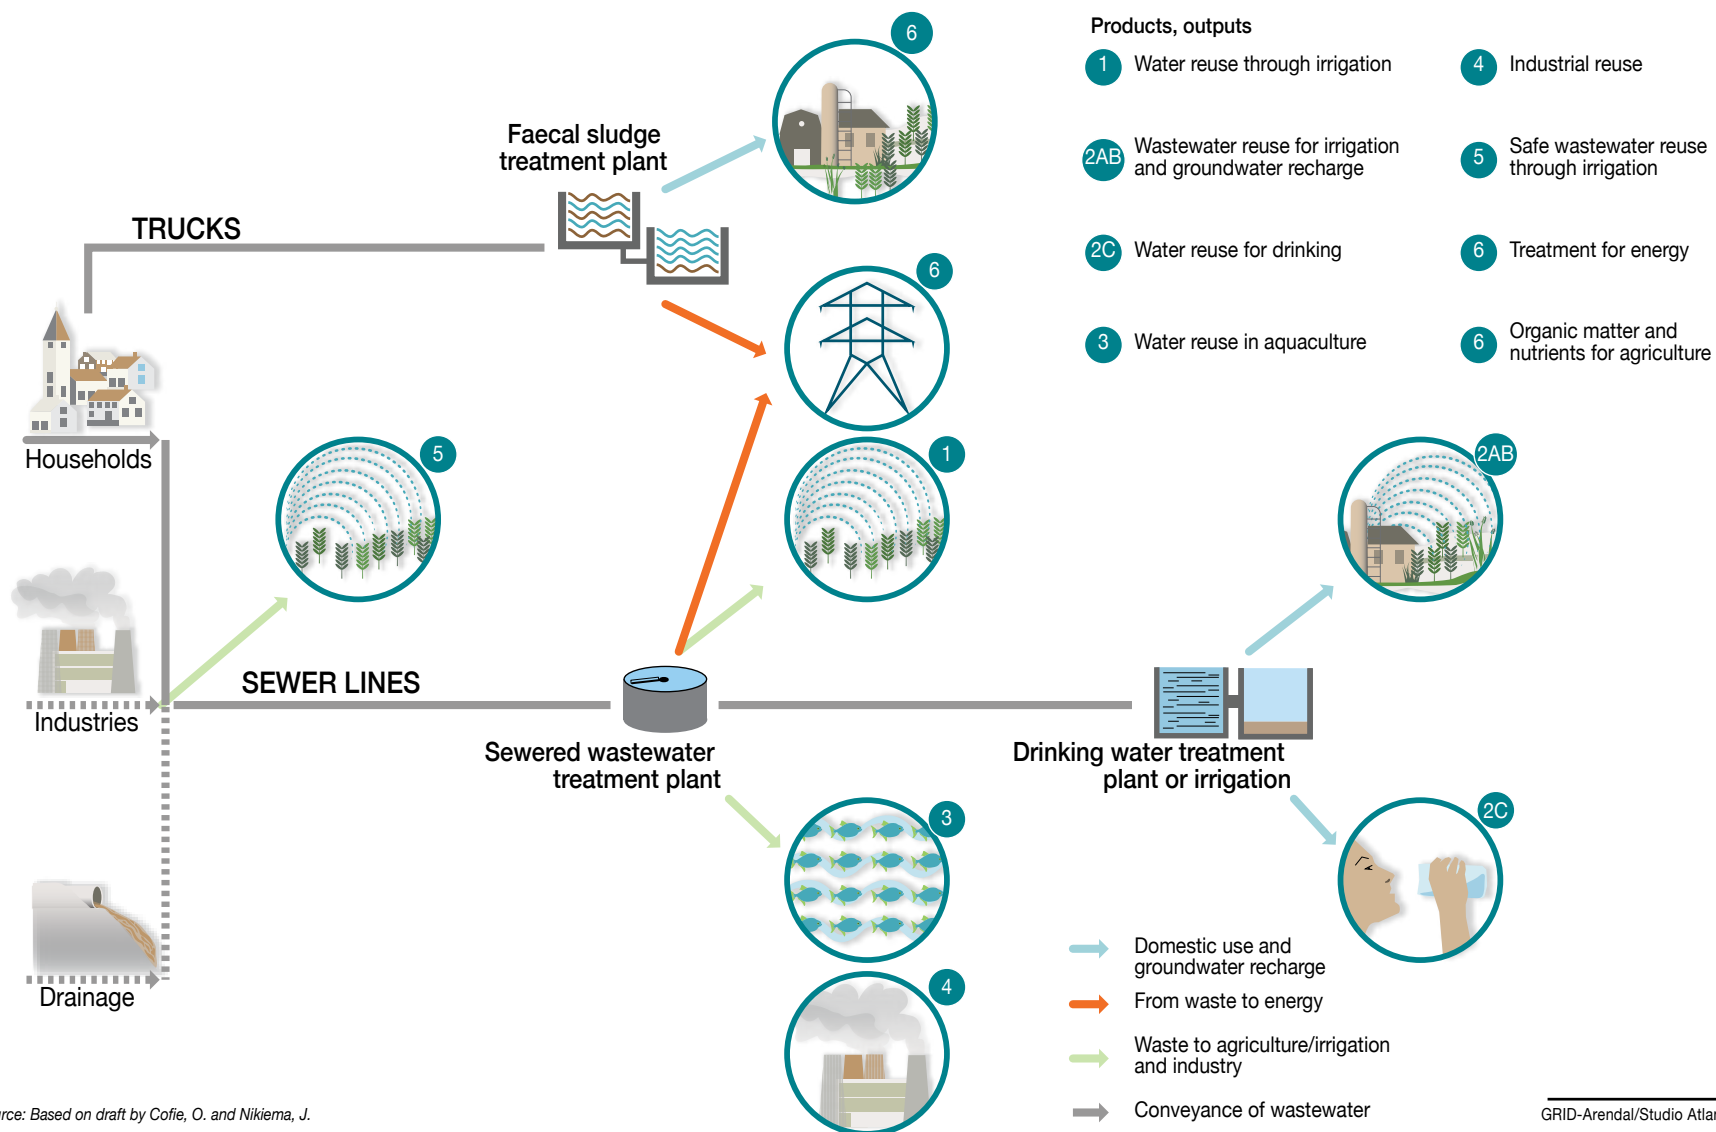 Products, outputs
1 Water reuse through irrigation
4 Industrial reuse
2AB Wastewater reuse for irrigation
and groundwater recharge
5 Safe wastewater reuse
through irrigation
2C Water reuse for drinking
6 Treatment for energy
3 Water reuse in aquaculture
6 Organic matter and
nutrients for agriculture
6
Faecal sludge
treatment plant
TRUCKS
6
Households
5
1
2AB
Industries
SEWER LINES
Sewered wastewater
treatment plant
Drinking water treatment
plant or irrigation
3
2C
Drainage
4
Domestic use and
groundwater recharge
From waste to energy
Waste to agriculture/irrigation
and industry
Conveyance of wastewater
urce: Based on draft by Cofie, O. and Nikiema, J.
GRID-Arendal/Studio Atlan